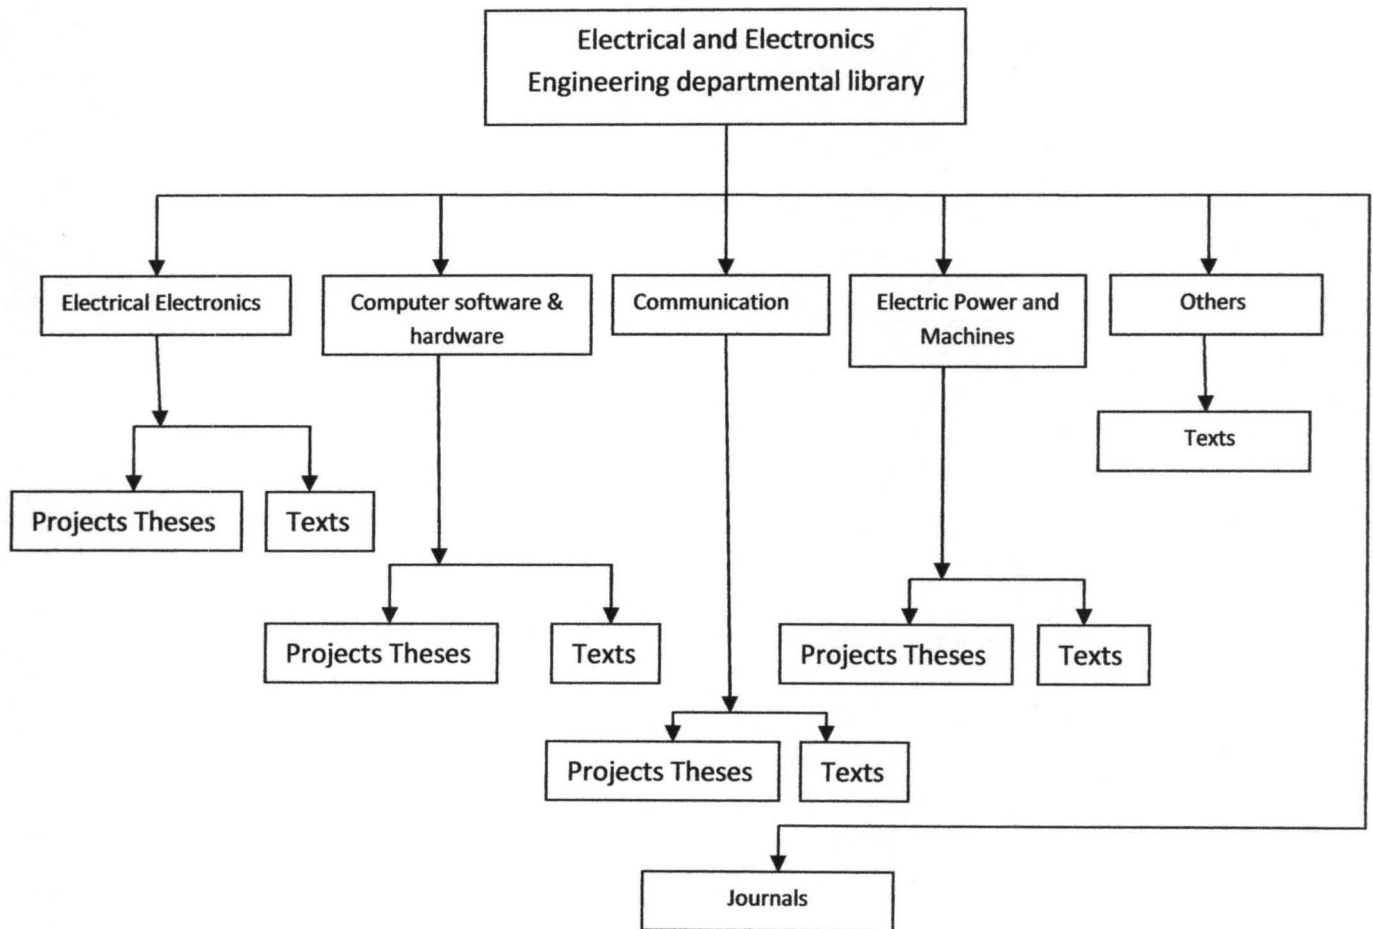 Electrical and Electronics
Engineering departmental library
Electrical Electronics
Computer software &
hardware
Communication
Electric Power and
Machines
Others
Texts
Projects Theses
Texts
Projects Theses
Texts
Projects Theses
Texts
Projects Theses
Texts
Journals